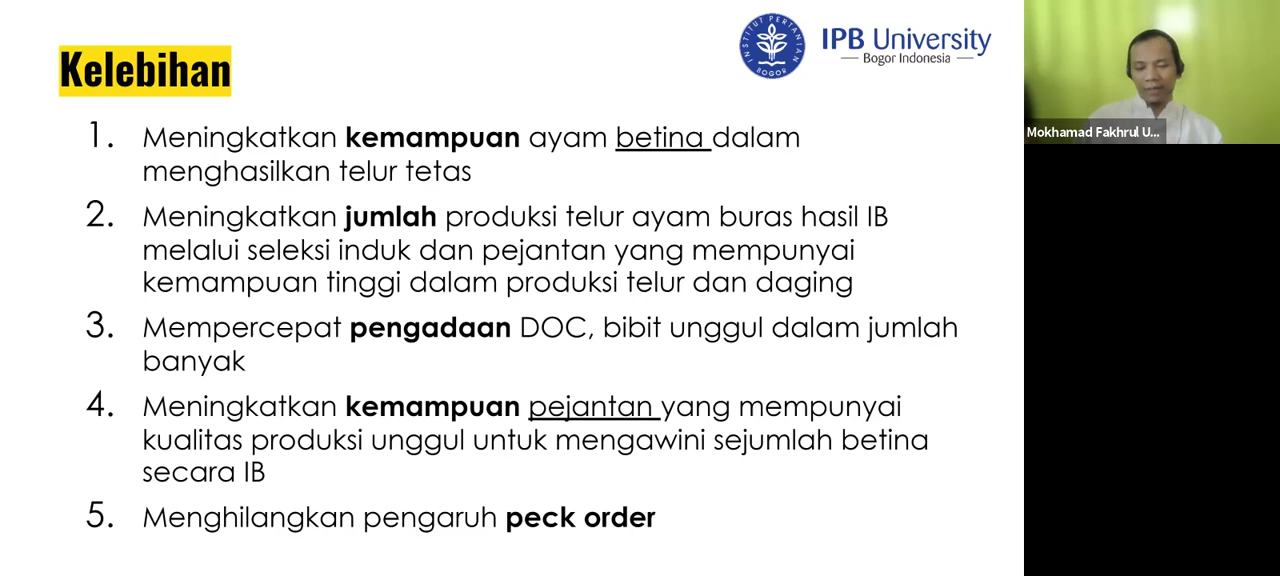 IPB University
Bogor Indonesia
INSTITUT PERTANIAN
BOGOR
Kelebihan
1. Meningkatkan kemampuan ayam betina dalam
menghasilkan telur tetas
2. Meningkatkan jumlah produksi telur ayam buras hasil IB
melalui seleksi induk dan pejantan yang mempunyai
kemampuan tinggi dalam produksi telur dan daging
3. Mempercepat pengadaan DOC, bibit unggul dalam jumlah
banyak
4. Meningkatkan kemampuan pejantan yang mempunyai
kualitas produksi unggul untuk mengawini sejumlah betina
secara IB
5. Menghilangkan pengaruh peck order
Mokhamad Fakhrul U...